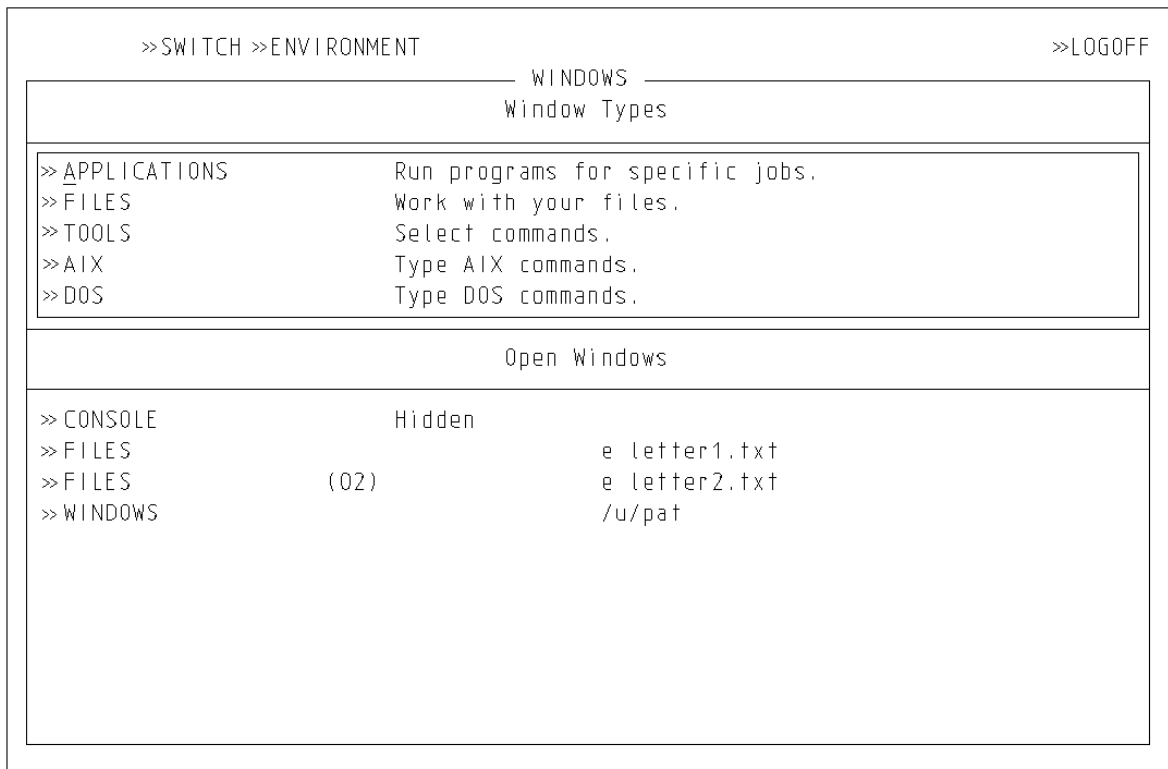 »SWITCH »ENVIRONMENT »LOGOFF
WINDOWS
Window Types
»APPLICATIONS Run programs for specific jobs.
»FILES Work with your files.
»TOOLS Select commands.
»AIX Type AIX commands.
»DOS Type DOS commands.
Open Windows
»CONSOLE Hidden
»FILES e letter1.txt
»FILES (02) e letter2.txt
»WINDOWS /u/pat